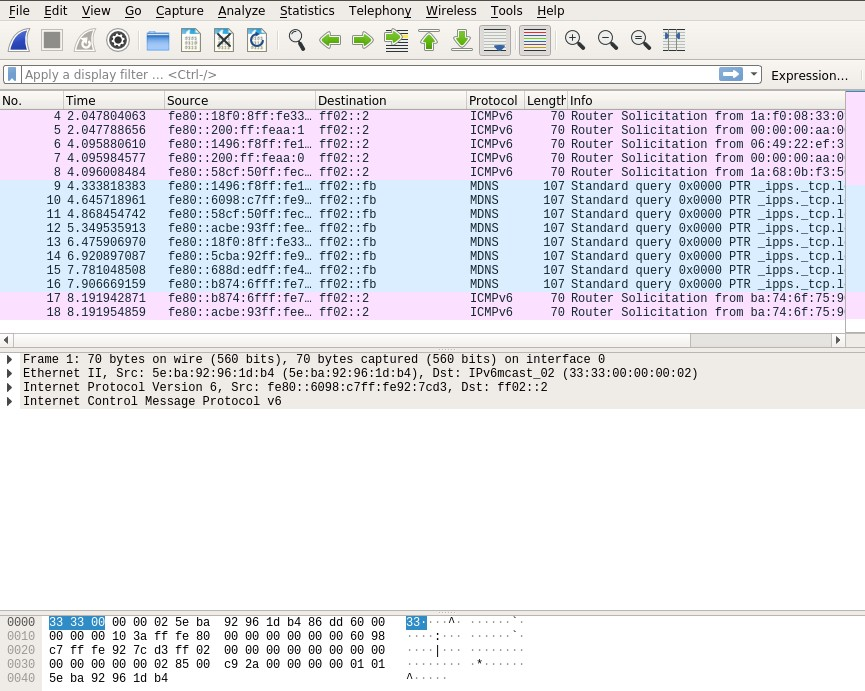 File Edit View Go Capture Analyze Statistics Telephony Wireless Tools Help
Apply a display filter ... <Ctrl-/> Expression...
No. Time Source Destination Protocol Length Info
4 2.047804063 fe80::18f0:8ff:fe33... ff02::2 ICMPv6 70 Router Solicitation from 1a:f0:08:33:0
5 2.047788656 fe80::200:ff:feaa:1 ff02::2 ICMPv6 70 Router Solicitation from 00:00:00:aa:0
6 4.095880610 fe80::1496:f8ff:fe1... ff02::2 ICMPv6 70 Router Solicitation from 06:49:22:ef:3
7 4.095984577 fe80::200:ff:feaa:0 ff02::2 ICMPv6 70 Router Solicitation from 00:00:00:aa:0
8 4.096008484 fe80::58cf:50ff:fec... ff02::2 ICMPv6 70 Router Solicitation from 1a:68:0b:f3:5
9 4.333818383 fe80::1496:f8ff:fe1... ff02::fb MDNS 107 Standard query 0x0000 PTR _ipps._tcp.l
10 4.645718961 fe80::6098:c7ff:fe9... ff02::fb MDNS 107 Standard query 0x0000 PTR _ipps._tcp.l
11 4.868454742 fe80::58cf:50ff:fec... ff02::fb MDNS 107 Standard query 0x0000 PTR _ipps._tcp.l
12 5.349535913 fe80::acbe:93ff:fee... ff02::fb MDNS 107 Standard query 0x0000 PTR _ipps._tcp.l
13 6.475906970 fe80::18f0:8ff:fe33... ff02::fb MDNS 107 Standard query 0x0000 PTR _ipps._tcp.l
14 6.920897087 fe80::5cba:92ff:fe9... ff02::fb MDNS 107 Standard query 0x0000 PTR _ipps._tcp.l
15 7.781048508 fe80::688d:edff:fe4... ff02::fb MDNS 107 Standard query 0x0000 PTR _ipps._tcp.l
16 7.906669159 fe80::b874:6fff:fe7... ff02::fb MDNS 107 Standard query 0x0000 PTR _ipps._tcp.l
17 8.191942871 fe80::b874:6fff:fe7... ff02::2 ICMPv6 70 Router Solicitation from ba:74:6f:75:9
18 8.191954859 fe80::acbe:93ff:fee... ff02::2 ICMPv6 70 Router Solicitation from ba:74:6f:75:9
Frame 1: 70 bytes on wire (560 bits), 70 bytes captured (560 bits) on interface 0
Ethernet II, Src: 5e:ba:92:96:1d:b4 (5e:ba:92:96:1d:b4), Dst: IPv6mcast_02 (33:33:00:00:00:02)
Internet Protocol Version 6, Src: fe80::6098:c7ff:fe92:7cd3, Dst: ff02::2
Internet Control Message Protocol v6
0000 33 33 00 00 00 02 5e ba 92 96 1d b4 86 dd 60 00 33····^· ······`·
0010 00 00 00 10 3a ff fe 80 00 00 00 00 00 00 60 98 ····:··· ······`·
0020 c7 ff fe 92 7c d3 ff 02 00 00 00 00 00 00 00 00 ····|··· ········
0030 00 00 00 00 00 02 85 00 c9 2a 00 00 00 00 01 01 ········ ·*······
0040 5e ba 92 96 1d b4 ^·····